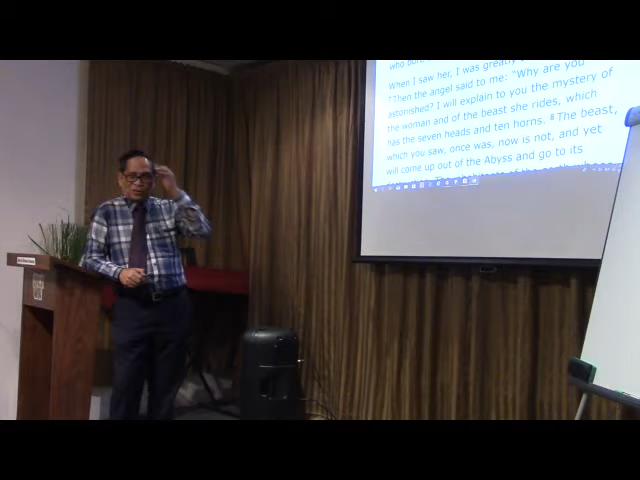 who
When I saw her, I was greatly
⁷Then the angel said to me: “Why are you
astonished? I will explain to you the mystery of
the woman and of the beast she rides, which
has the seven heads and ten horns. ⁸The beast,
which you saw, once was, now is not, and yet
will come up out of the Abyss and go to its